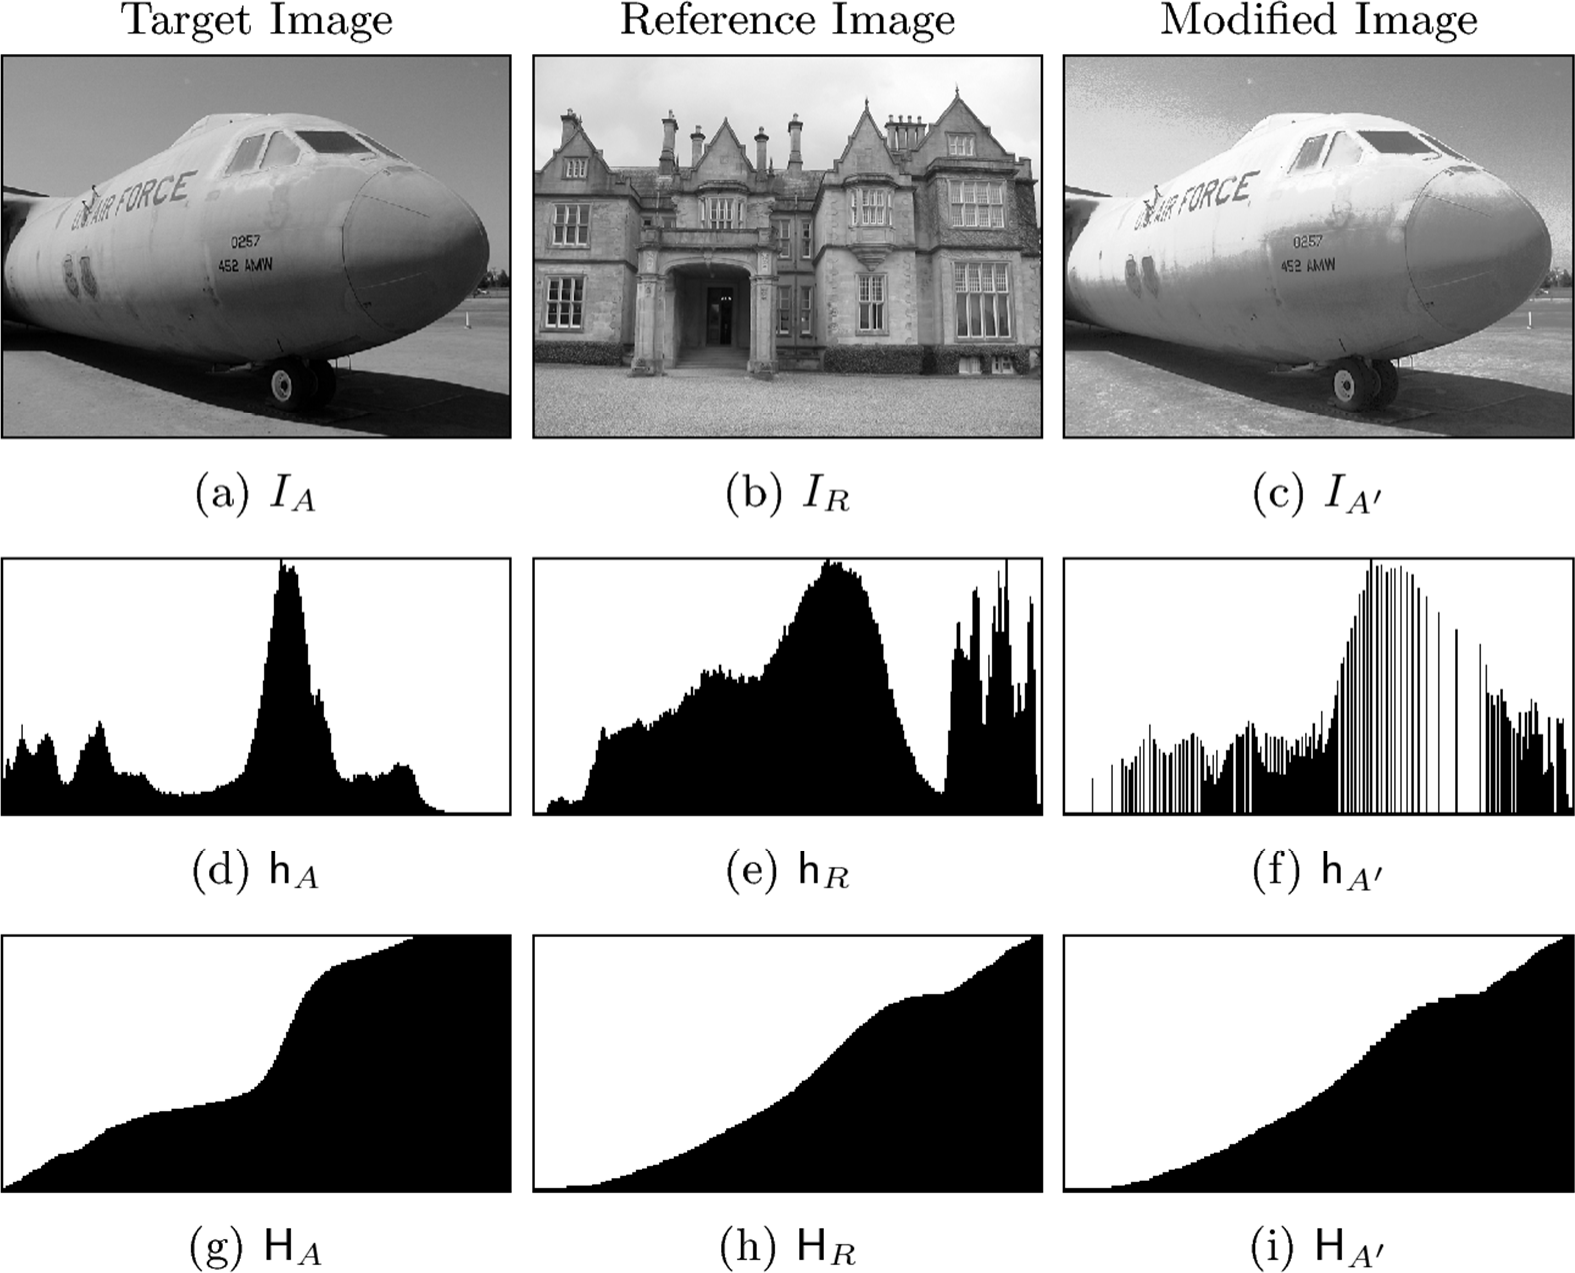 Target Image Reference Image Modified Image
U.S. AIR FORCE
0257
452 AMW
AIR FORCE
0257
452 AMW
(a) I_A (b) I_R (c) I_A′
(d) h_A (e) h_R (f) h_A′
(g) H_A (h) H_R (i) H_A′